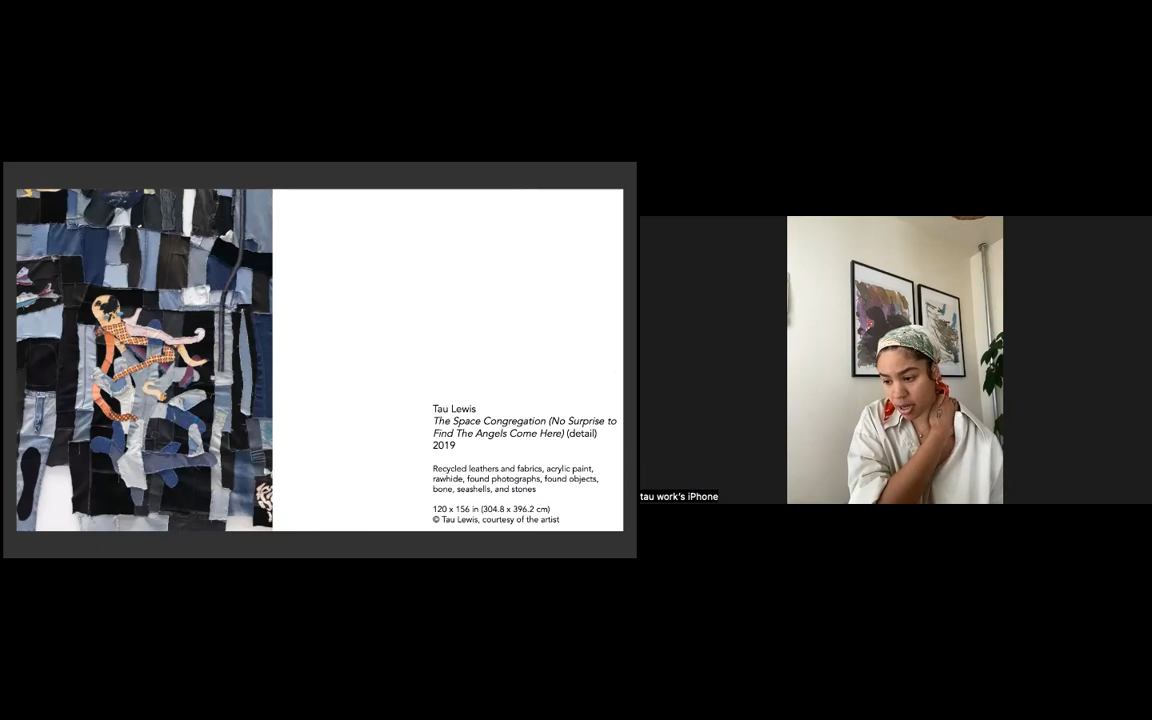 Tau Lewis
The Space Congregation (No Surprise to
Find The Angels Come Here) (detail)
2019
Recycled leathers and fabrics, acrylic paint,
rawhide, found photographs, found objects,
bone, seashells, and stones
120 x 156 in (304.8 x 396.2 cm)
© Tau Lewis, courtesy of the artist
tau work's iPhone